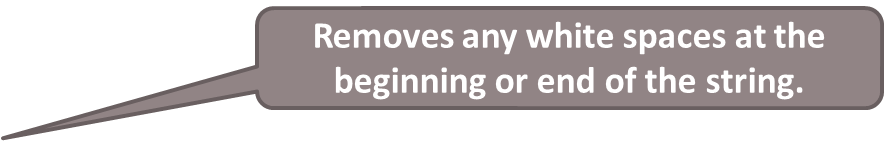 Removes any white spaces at the
beginning or end of the string.